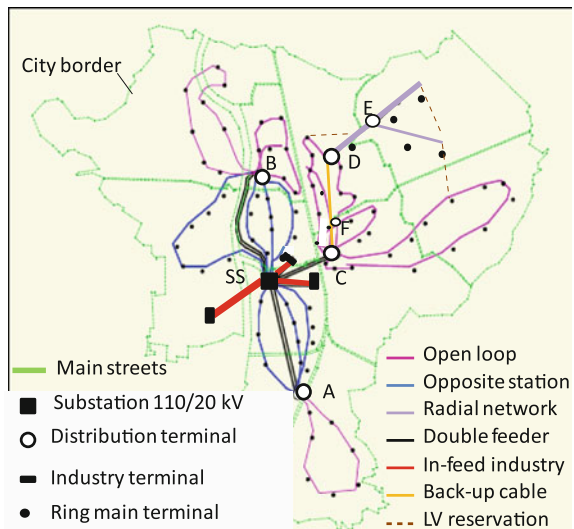 City border
E
B
D
F
SS
C
A
Main streets
Substation 110/20 kV
Distribution terminal
Industry terminal
Ring main terminal
Open loop
Opposite station
Radial network
Double feeder
In-feed industry
Back-up cable
LV reservation